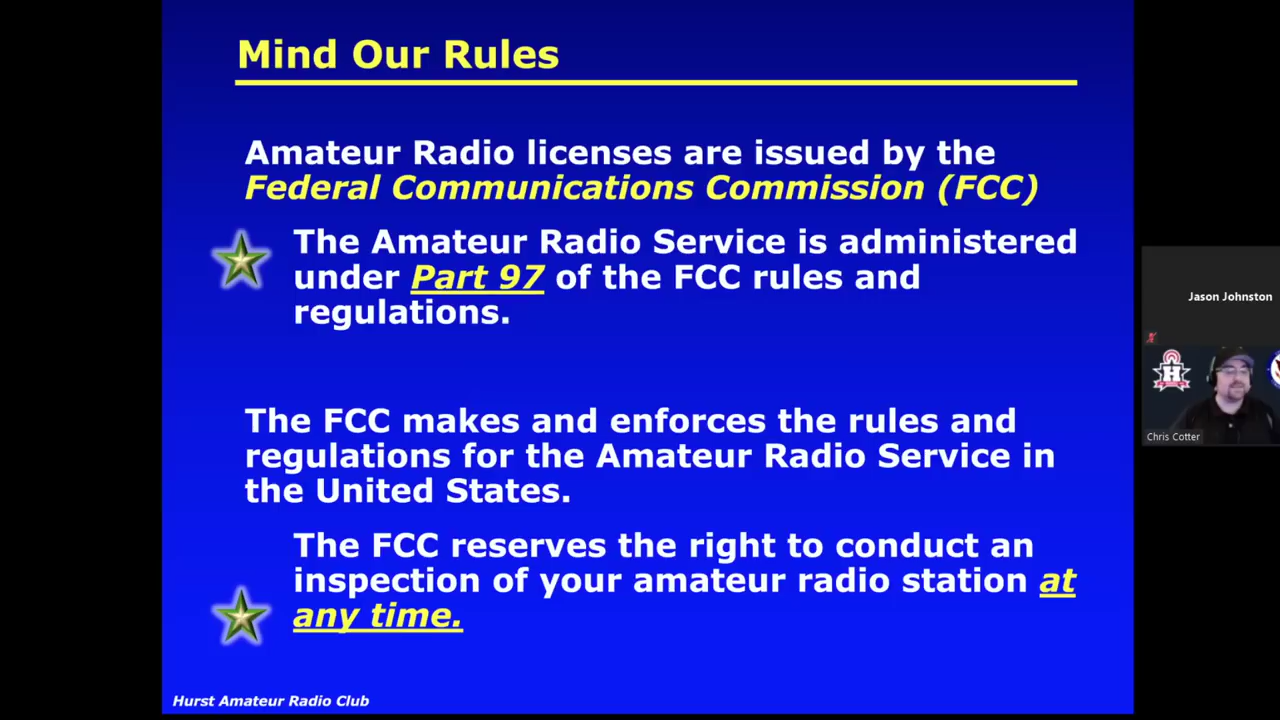 Mind Our Rules
Amateur Radio licenses are issued by the
Federal Communications Commission (FCC)
The Amateur Radio Service is administered
under Part 97 of the FCC rules and
regulations.
The FCC makes and enforces the rules and
regulations for the Amateur Radio Service in
the United States.
The FCC reserves the right to conduct an
inspection of your amateur radio station at
any time.
Hurst Amateur Radio Club
Jason Johnston
H
Chris Cotter